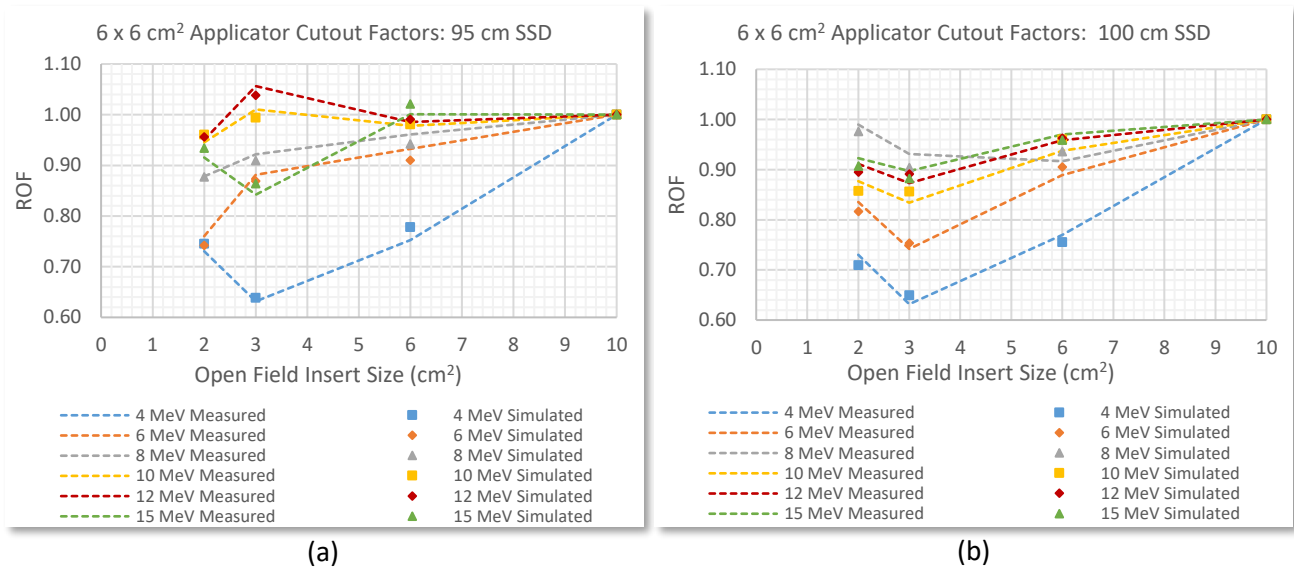 6 x 6 cm² Applicator Cutout Factors: 95 cm SSD
1.10
1.00
0.90
0.80
0.70
0.60
ROF
0 1 2 3 4 5 6 7 8 9 10
Open Field Insert Size (cm²)
4 MeV Measured 4 MeV Simulated
6 MeV Measured 6 MeV Simulated
8 MeV Measured 8 MeV Simulated
10 MeV Measured 10 MeV Simulated
12 MeV Measured 12 MeV Simulated
15 MeV Measured 15 MeV Simulated
(a)
6 x 6 cm² Applicator Cutout Factors: 100 cm SSD
1.10
1.00
0.90
0.80
0.70
0.60
ROF
0 1 2 3 4 5 6 7 8 9 10
Open Field Insert Size (cm²)
4 MeV Measured 4 MeV Simulated
6 MeV Measured 6 MeV Simulated
8 MeV Measured 8 MeV Simulated
10 MeV Measured 10 MeV Simulated
12 MeV Measured 12 MeV Simulated
15 MeV Measured 15 MeV Simulated
(b)